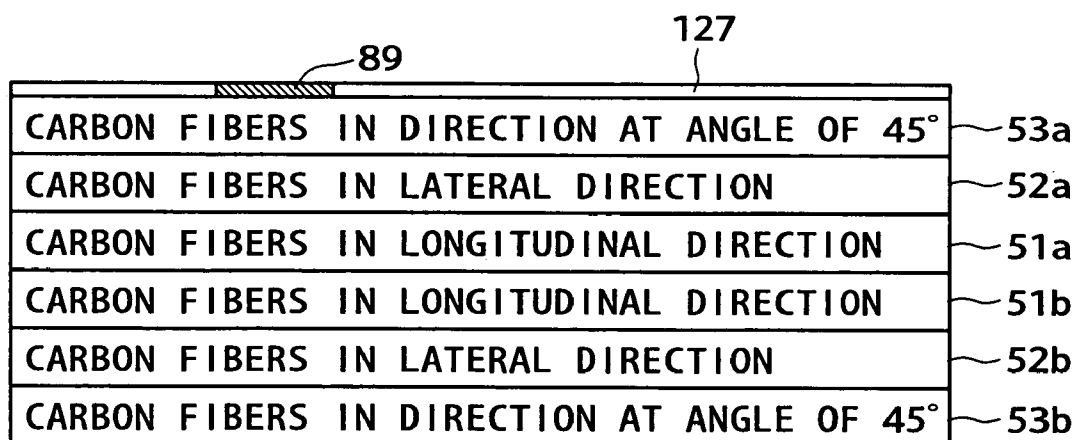 89 127
CARBON FIBERS IN DIRECTION AT ANGLE OF 45° 53a
CARBON FIBERS IN LATERAL DIRECTION 52a
CARBON FIBERS IN LONGITUDINAL DIRECTION 51a
CARBON FIBERS IN LONGITUDINAL DIRECTION 51b
CARBON FIBERS IN LATERAL DIRECTION 52b
CARBON FIBERS IN DIRECTION AT ANGLE OF 45° 53b